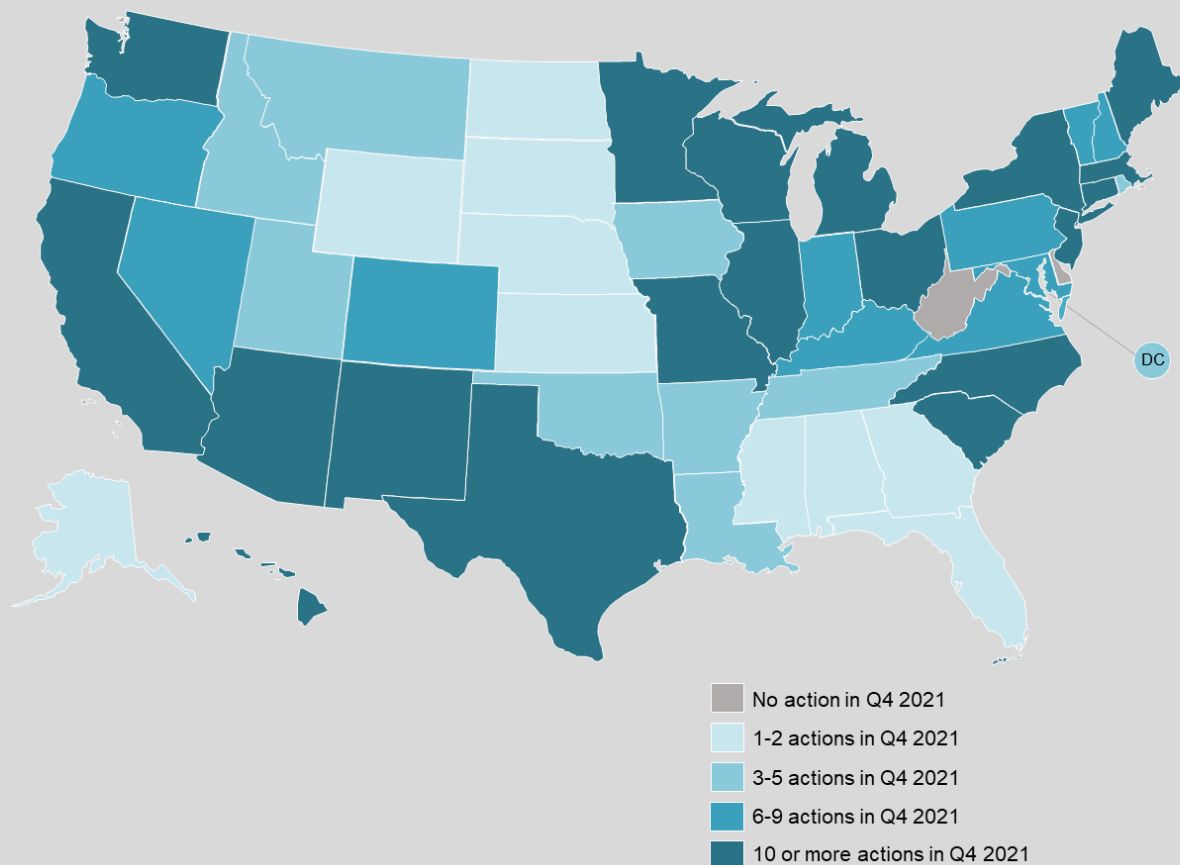 DC
No action in Q4 2021
1-2 actions in Q4 2021
3-5 actions in Q4 2021
6-9 actions in Q4 2021
10 or more actions in Q4 2021